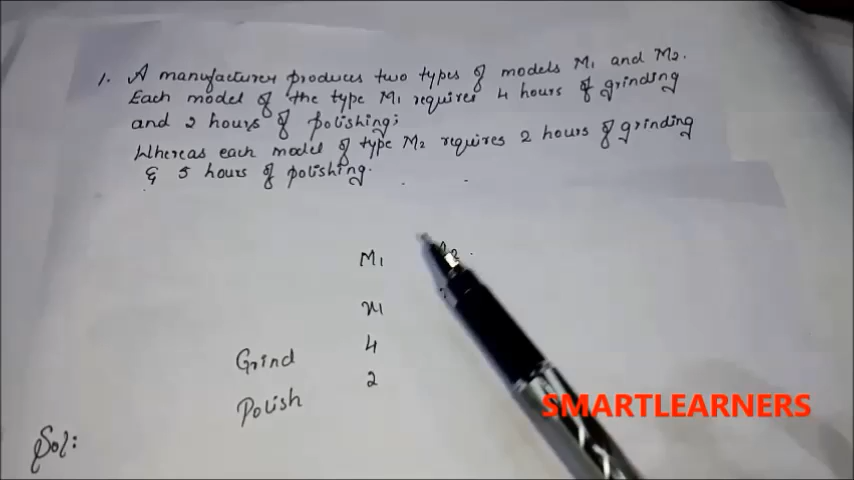 1. A manufacturer produces two types of models M1 and M2.
Each model of the type M1 requires 4 hours of grinding
and 2 hours of polishing;
Whereas each model of type M2 requires 2 hours of grinding
& 5 hours of polishing.
M1
x1
Grind 4
Polish 2
Sol:
SMARTLEARNERS